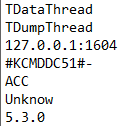 TDataThread
TDumpThread
127.0.0.1:1604
#KCMDDC51#-
ACC
Unknow
5.3.0